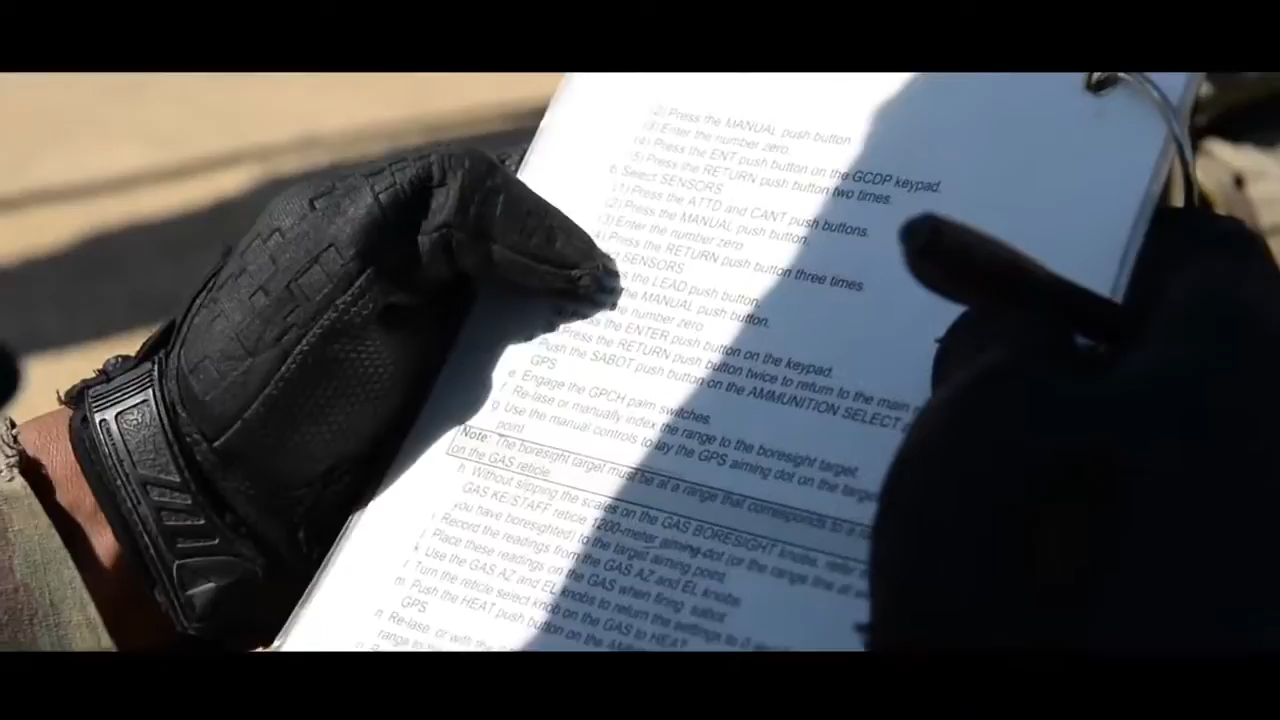 (2) Press the MANUAL push button
(3) Enter the number zero.
(4) Press the ENT push button on the GCDP keypad.
(5) Press the RETURN push button two times.
b. Select SENSORS
(1) Press the ATTD and CANT push buttons.
(2) Press the MANUAL push button.
(3) Enter the number zero
Press the RETURN push button three times
SENSORS
the LEAD push button.
the MANUAL push button.
number zero
the ENTER push button on the keypad.
Press the RETURN push button twice to return to the main
Push the SABOT push button on the AMMUNITION SELECT
GPS
e. Engage the GPCH palm switches.
f. Re-lase or manually index the range to the boresight target.
g. Use the manual controls to lay the GPS aiming dot on the target
point.
Note: The boresight target must be at a range that corresponds to a
on the GAS reticle.
h. Without slipping the scales on the GAS BORESIGHT knobs,
GAS KE/STAFF reticle 1200-meter aiming dot (or the range line at
you have boresighted) to the target aiming point.
Record the readings from the GAS AZ and EL knobs
j. Place these readings on the GAS when firing sabot
k. Use the GAS AZ and EL knobs to return the settings to
Turn the reticle select knob on the GAS to HEAT.
m. Push the HEAT push button on the
GPS
n. Re-lase, or with the
range to